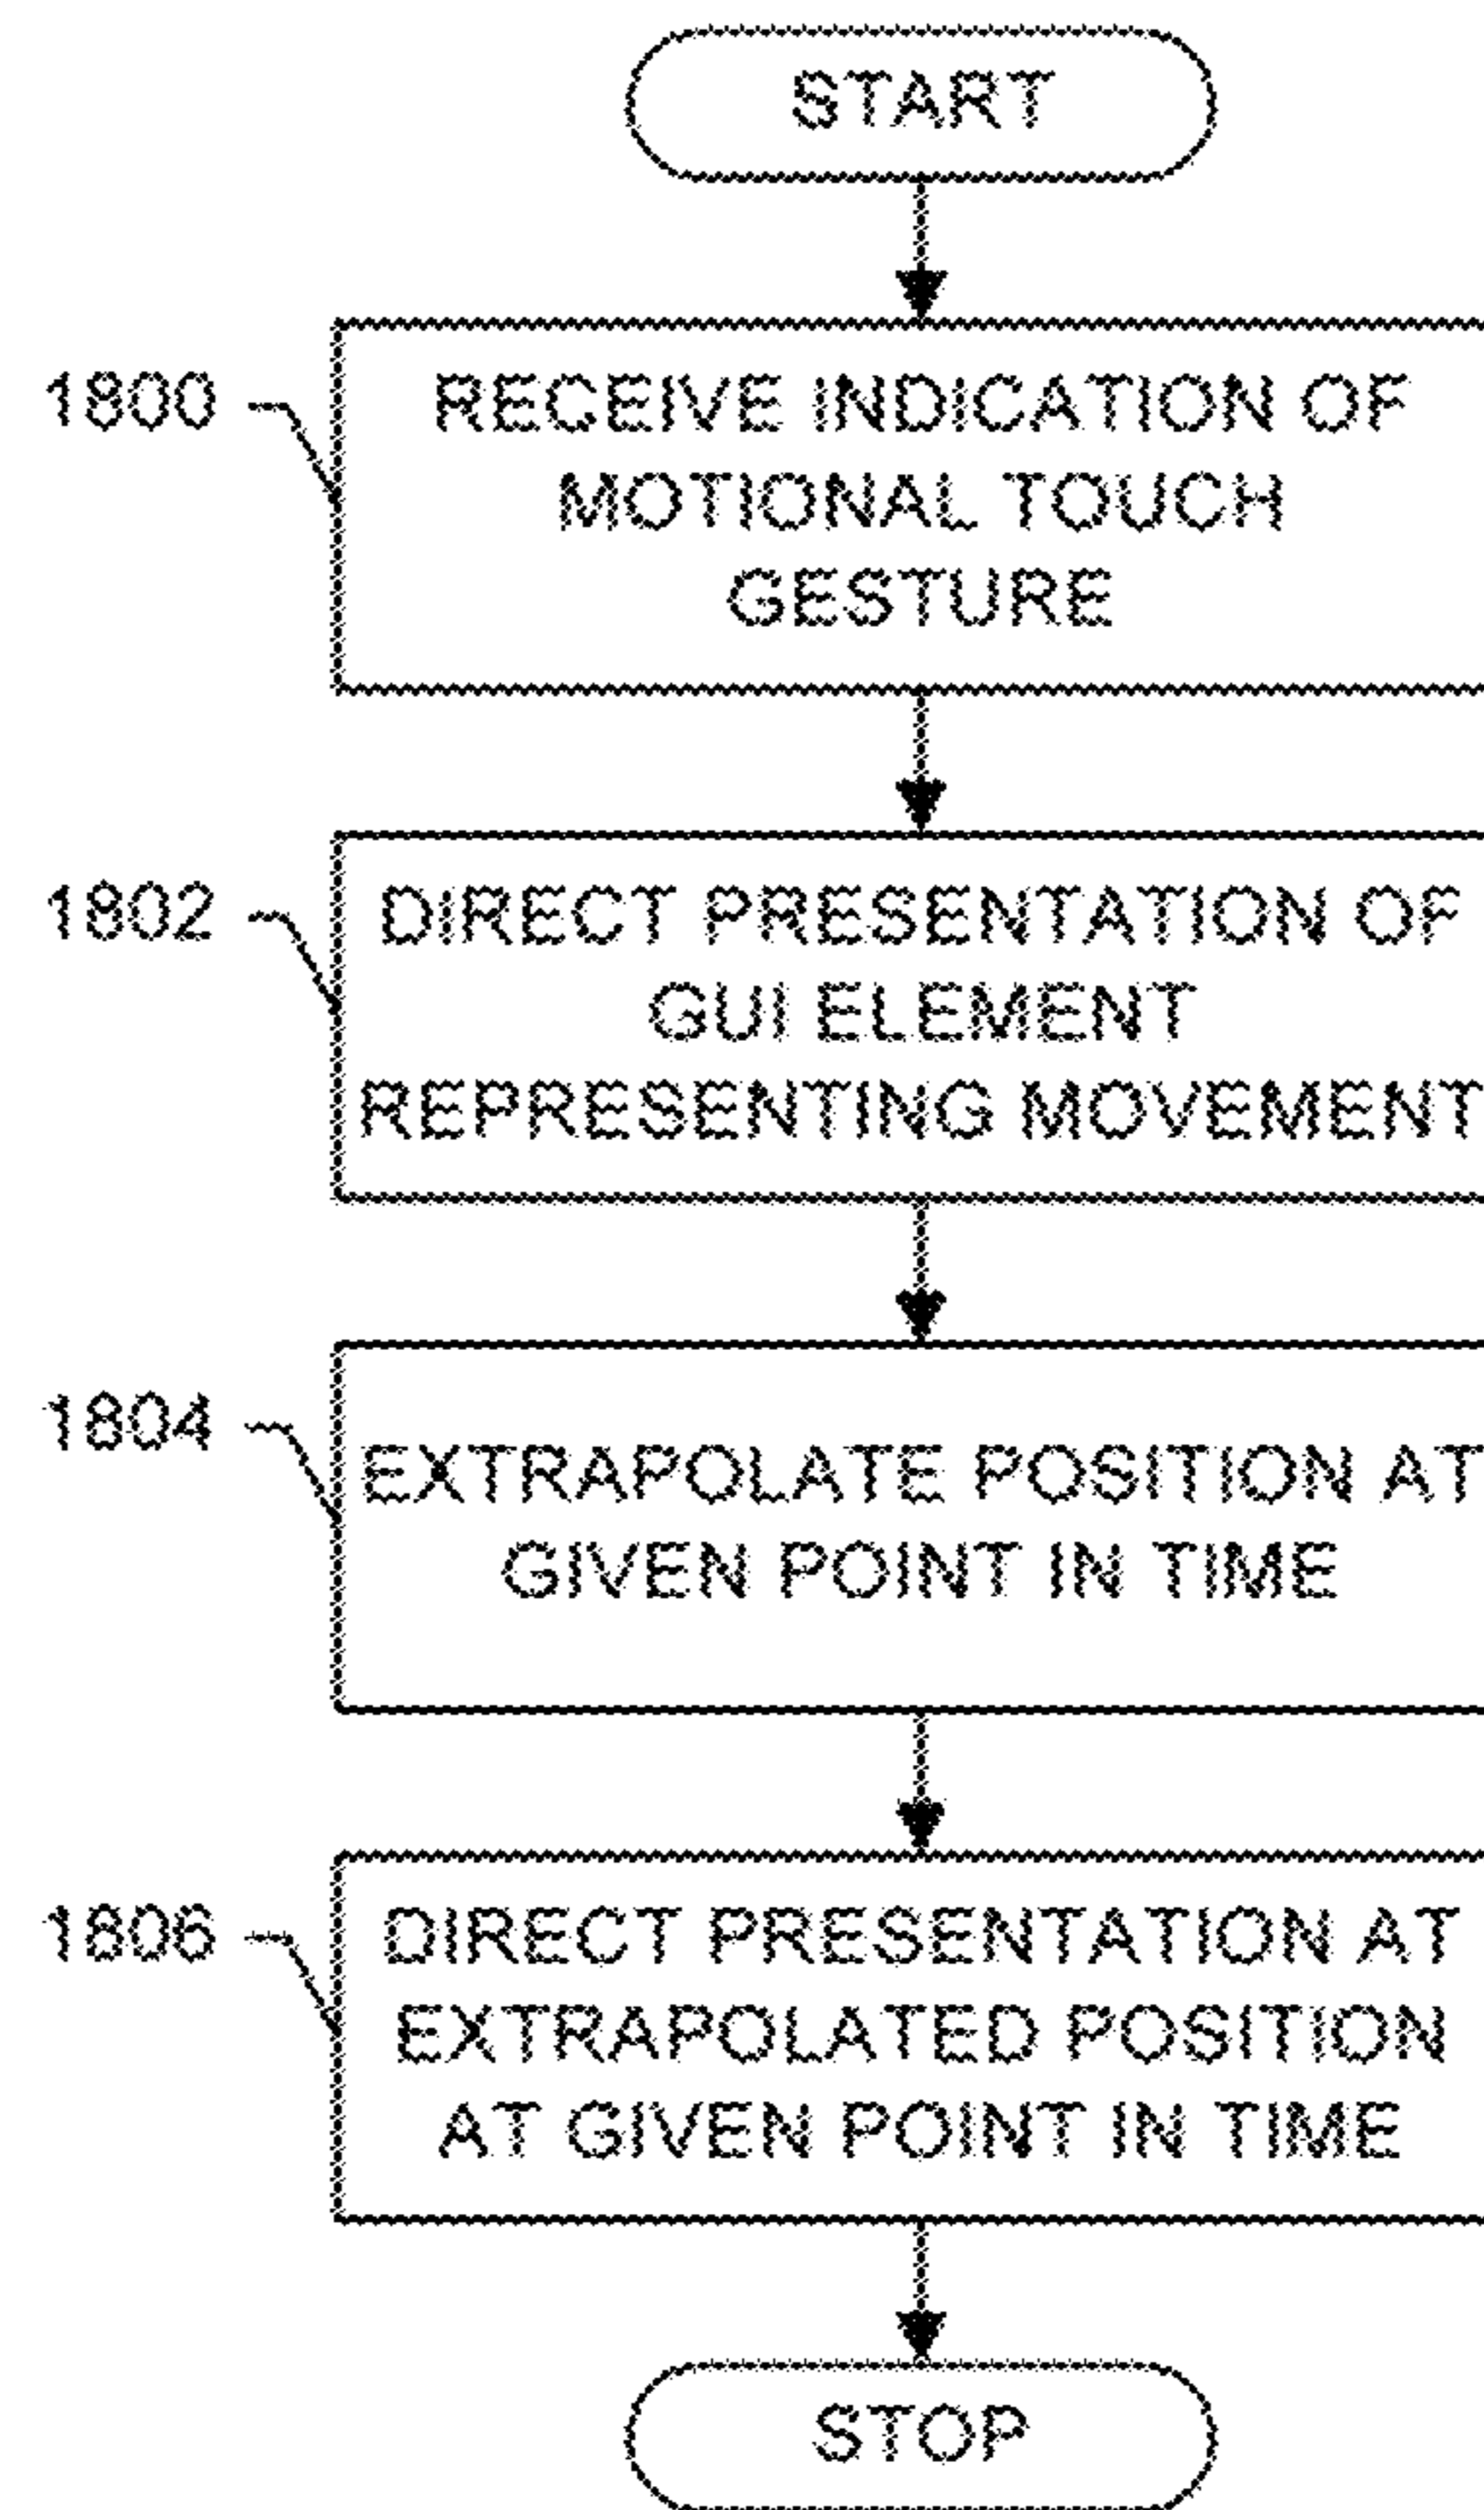 START
1800
RECEIVE INDICATION OF
MOTIONAL TOUCH
GESTURE
1802
DIRECT PRESENTATION OF
GUI ELEMENT
REPRESENTING MOVEMENT
1804
EXTRAPOLATE POSITION AT
GIVEN POINT IN TIME
1806
DIRECT PRESENTATION AT
EXTRAPOLATED POSITION
AT GIVEN POINT IN TIME
STOP